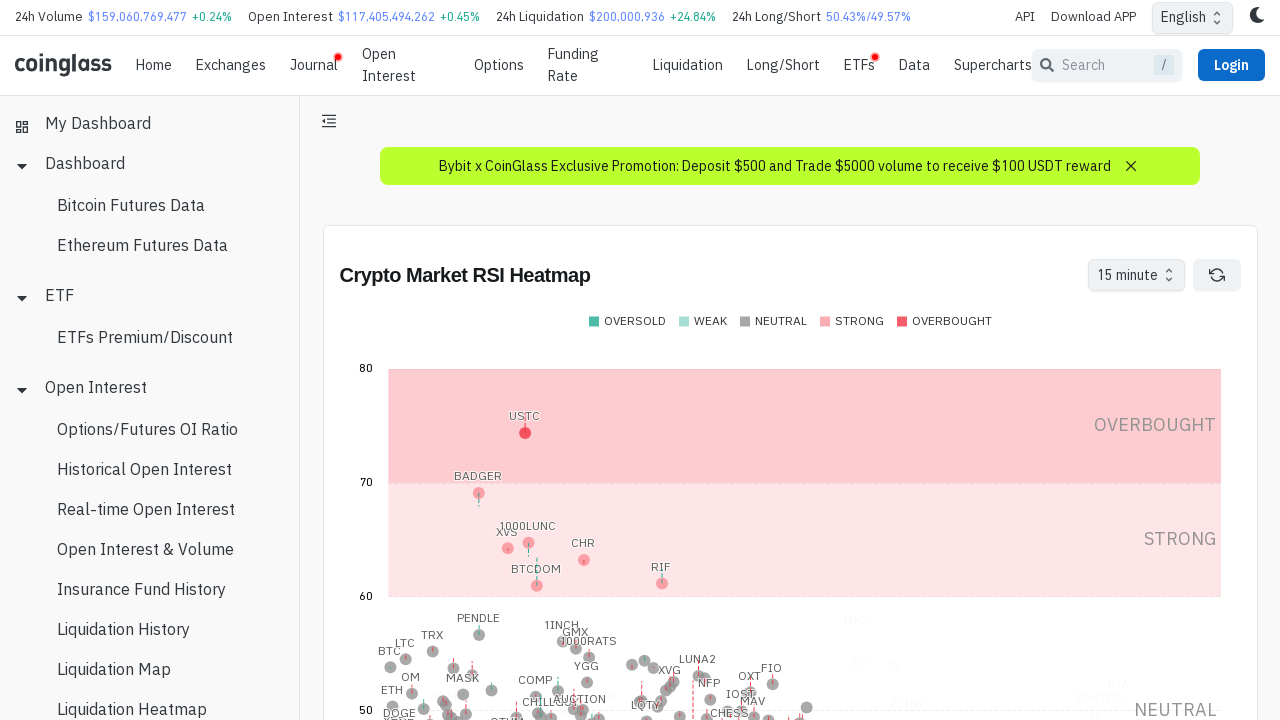 24h Volume $159,060,769,477 +0.24% Open Interest $117,405,494,262 +0.45% 24h Liquidation $200,000,936 +24.84% 24h Long/Short 50.43%/49.57% API Download APP English
coinglass Home Exchanges Journal Open Interest Options Funding Rate Liquidation Long/Short ETFs Data Supercharts Search / Login
My Dashboard
Dashboard
Bitcoin Futures Data
Ethereum Futures Data
ETF
ETFs Premium/Discount
Open Interest
Options/Futures OI Ratio
Historical Open Interest
Real-time Open Interest
Open Interest & Volume
Insurance Fund History
Liquidation History
Liquidation Map
Liquidation Heatmap
Bybit x CoinGlass Exclusive Promotion: Deposit $500 and Trade $5000 volume to receive $100 USDT reward
Crypto Market RSI Heatmap
15 minute
OVERSOLD WEAK NEUTRAL STRONG OVERBOUGHT
80
USTC
OVERBOUGHT
BADGER
70
1000LUNC
XVS
STRONG
CHR
BTCDOM RIF
60
PENDLE
1INCH
GMX
TRX
1000RATS
LTC
BTC
LUNA2
YGG
XVG
FIO
OM
MASK
COMP
OXT
NFP
ETH
IOST
AUCTION
CHILLGUY
MAV
LQTY
50
NEUTRAL
DOGE
CHESS